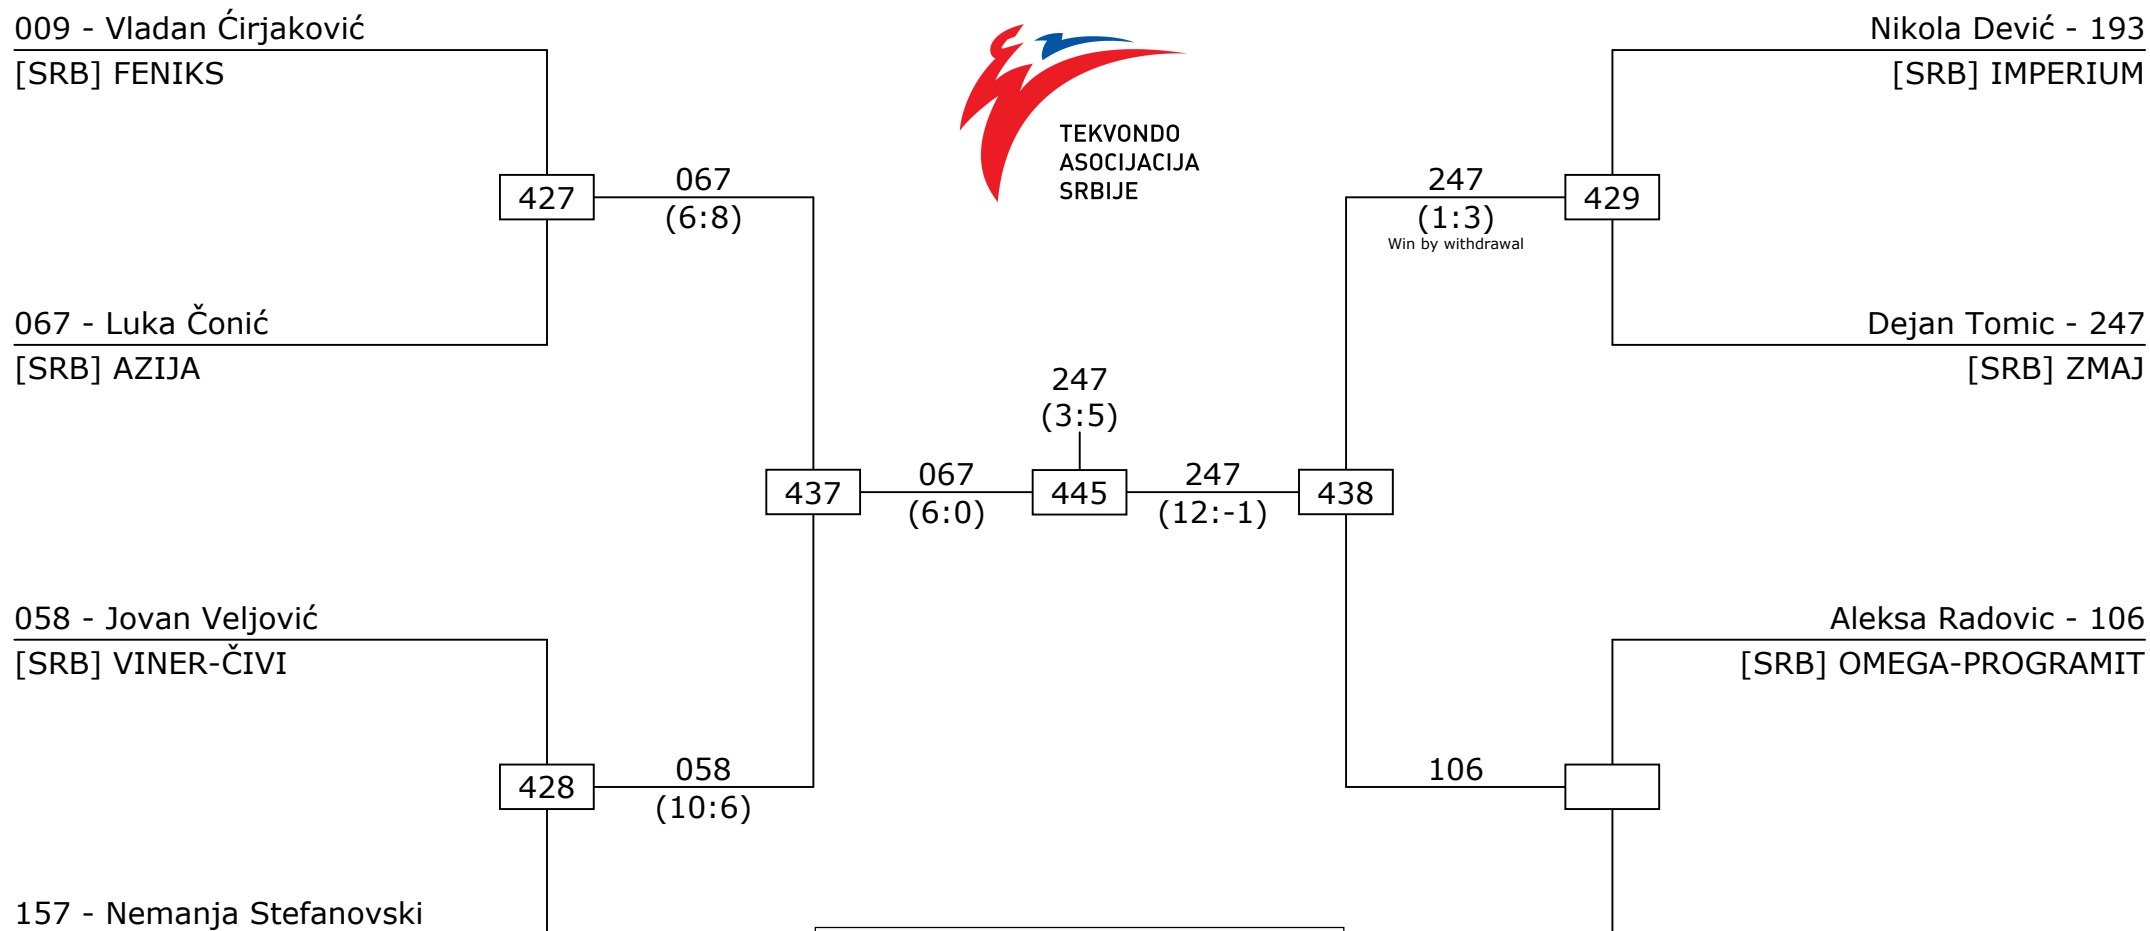 009 - Vladan Ćirjaković
[SRB] FENIKS
427
067
(6:8)
067 - Luka Čonić
[SRB] AZIJA
058 - Jovan Veljović
[SRB] VINER-ČIVI
428
058
(10:6)
157 - Nemanja Stefanovski
437
067
(6:0)
TEKVONDO
ASOCIJACIJA
SRBIJE
247
(3:5)
445
247
(12:-1)
438
Nikola Dević - 193
[SRB] IMPERIUM
247
(1:3)
Win by withdrawal
429
Dejan Tomic - 247
[SRB] ZMAJ
Aleksa Radovic - 106
[SRB] OMEGA-PROGRAMIT
106